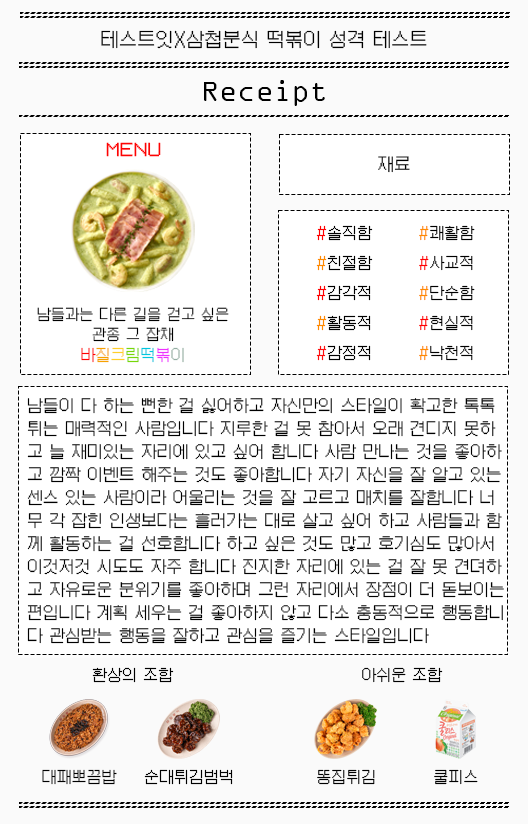 테스트잇X삼첩분식 떡볶이 성격 테스트
Receipt
MENU
남들과는 다른 길을 걷고 싶은
관종 그 잡채
바질크림떡볶이
재료
#솔직함 #쾌활함
#친절함 #사교적
#감각적 #단순함
#활동적 #현실적
#감정적 #낙천적
남들이 다 하는 뻔한 걸 싫어하고 자신만의 스타일이 확고한 톡톡
튀는 매력적인 사람입니다 지루한 걸 못 참아서 오래 견디지 못하
고 늘 재미있는 자리에 있고 싶어 합니다 사람 만나는 것을 좋아하
고 깜짝 이벤트 해주는 것도 좋아합니다 자기 자신을 잘 알고 있는
센스 있는 사람이라 어울리는 것을 잘 고르고 매치를 잘합니다 너
무 각 잡힌 인생보다는 흘러가는 대로 살고 싶어 하고 사람들과 함
께 활동하는 걸 선호합니다 하고 싶은 것도 많고 호기심도 많아서
이것저것 시도도 자주 합니다 진지한 자리에 있는 걸 잘 못 견뎌하
고 자유로운 분위기를 좋아하며 그런 자리에서 장점이 더 돋보이는
편입니다 계획 세우는 걸 좋아하지 않고 다소 충동적으로 행동합니
다 관심받는 행동을 잘하고 관심을 즐기는 스타일입니다
환상의 조합
아쉬운 조합
쿨피스
대패뽀끔밥
순대튀김범벅
똥집튀김
쿨피스